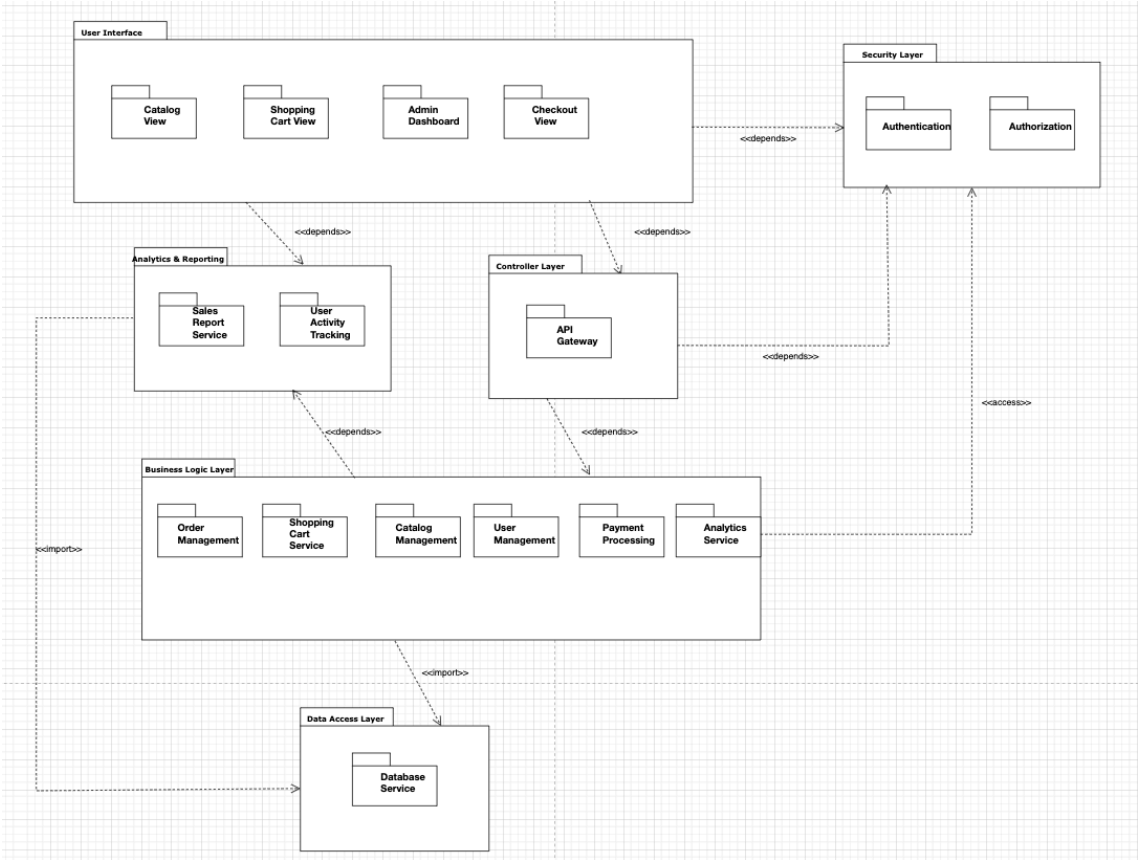 User Interface
Catalog
View
Shopping
Cart View
Admin
Dashboard
Checkout
View
Security Layer
Authentication
Authorization
<<depends>>
<<depends>>
<<depends>>
Analytics & Reporting
Sales
Report
Service
User
Activity
Tracking
Controller Layer
API
Gateway
<<depends>>
<<access>>
<<depends>>
<<depends>>
Business Logic Layer
Order
Management
Shopping
Cart
Service
Catalog
Management
User
Management
Payment
Processing
Analytics
Service
<<import>>
<<import>>
Data Access Layer
Database
Service